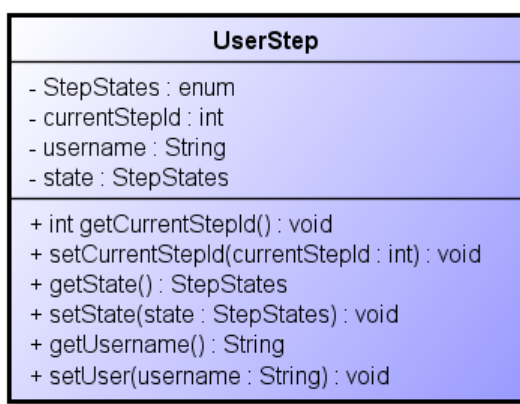 UserStep
- StepStates : enum
- currentStepId : int
- username : String
- state : StepStates
+ int getCurrentStepId() : void
+ setCurrentStepId(currentStepId : int) : void
+ getState() : StepStates
+ setState(state : StepStates) : void
+ getUsername() : String
+ setUser(username : String) : void